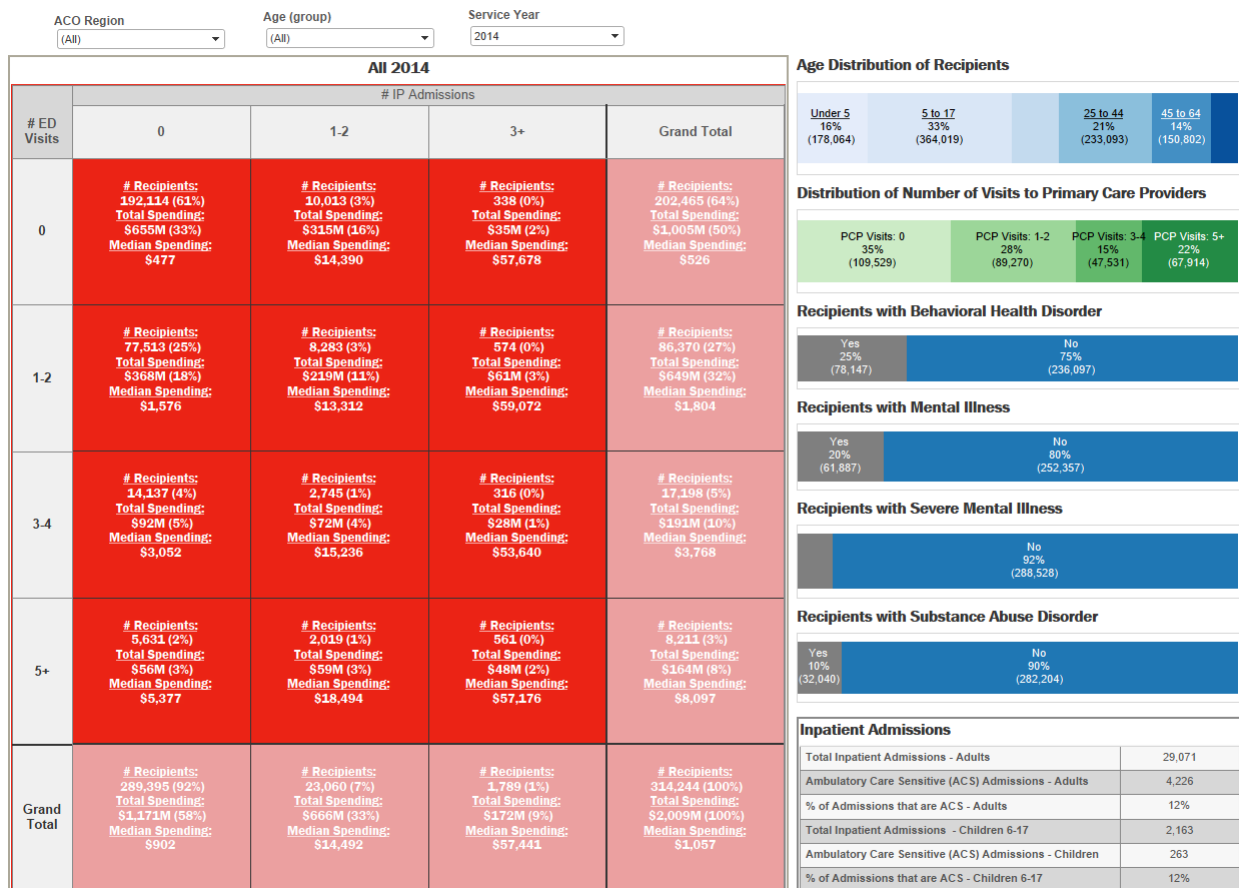 ACO Region
(All)
Age (group)
(All)
Service Year
2014
All 2014
# IP Admissions
# ED
Visits
0
1-2
3+
Grand Total
0
# Recipients:
192,114 (61%)
Total Spending:
$655M (33%)
Median Spending:
$477
# Recipients:
10,013 (3%)
Total Spending:
$315M (16%)
Median Spending:
$14,390
# Recipients:
338 (0%)
Total Spending:
$35M (2%)
Median Spending:
$57,678
# Recipients:
202,465 (64%)
Total Spending:
$1,005M (50%)
Median Spending:
$526
1-2
# Recipients:
77,513 (25%)
Total Spending:
$368M (18%)
Median Spending:
$1,576
# Recipients:
8,283 (3%)
Total Spending:
$219M (11%)
Median Spending:
$13,312
# Recipients:
574 (0%)
Total Spending:
$61M (3%)
Median Spending:
$59,072
# Recipients:
86,370 (27%)
Total Spending:
$649M (32%)
Median Spending:
$1,804
3-4
# Recipients:
14,137 (4%)
Total Spending:
$92M (5%)
Median Spending:
$3,052
# Recipients:
2,745 (1%)
Total Spending:
$72M (4%)
Median Spending:
$15,236
# Recipients:
316 (0%)
Total Spending:
$28M (1%)
Median Spending:
$53,640
# Recipients:
17,198 (5%)
Total Spending:
$191M (10%)
Median Spending:
$3,768
5+
# Recipients:
5,631 (2%)
Total Spending:
$56M (3%)
Median Spending:
$5,377
# Recipients:
2,019 (1%)
Total Spending:
$59M (3%)
Median Spending:
$18,494
# Recipients:
561 (0%)
Total Spending:
$48M (2%)
Median Spending:
$57,176
# Recipients:
8,211 (3%)
Total Spending:
$164M (8%)
Median Spending:
$8,097
Grand
Total
# Recipients:
289,395 (92%)
Total Spending:
$1,171M (58%)
Median Spending:
$902
# Recipients:
23,060 (7%)
Total Spending:
$666M (33%)
Median Spending:
$14,492
# Recipients:
1,789 (1%)
Total Spending:
$172M (9%)
Median Spending:
$57,441
# Recipients:
314,244 (100%)
Total Spending:
$2,009M (100%)
Median Spending:
$1,057
Age Distribution of Recipients
Under 5
16%
(178,064)
5 to 17
33%
(364,019)
25 to 44
21%
(233,093)
45 to 64
14%
(150,802)
Distribution of Number of Visits to Primary Care Providers
PCP Visits: 0
35%
(109,529)
PCP Visits: 1-2
28%
(89,270)
PCP Visits: 3-4
15%
(47,531)
PCP Visits: 5+
22%
(67,914)
Recipients with Behavioral Health Disorder
Yes
25%
(78,147)
No
75%
(236,097)
Recipients with Mental Illness
Yes
20%
(61,887)
No
80%
(252,357)
Recipients with Severe Mental Illness
No
92%
(288,528)
Recipients with Substance Abuse Disorder
Yes
10%
(32,040)
No
90%
(282,204)
Inpatient Admissions
Total Inpatient Admissions - Adults 29,071
Ambulatory Care Sensitive (ACS) Admissions - Adults 4,226
% of Admissions that are ACS - Adults 12%
Total Inpatient Admissions - Children 6-17 2,163
Ambulatory Care Sensitive (ACS) Admissions - Children 263
% of Admissions that are ACS - Children 6-17 12%